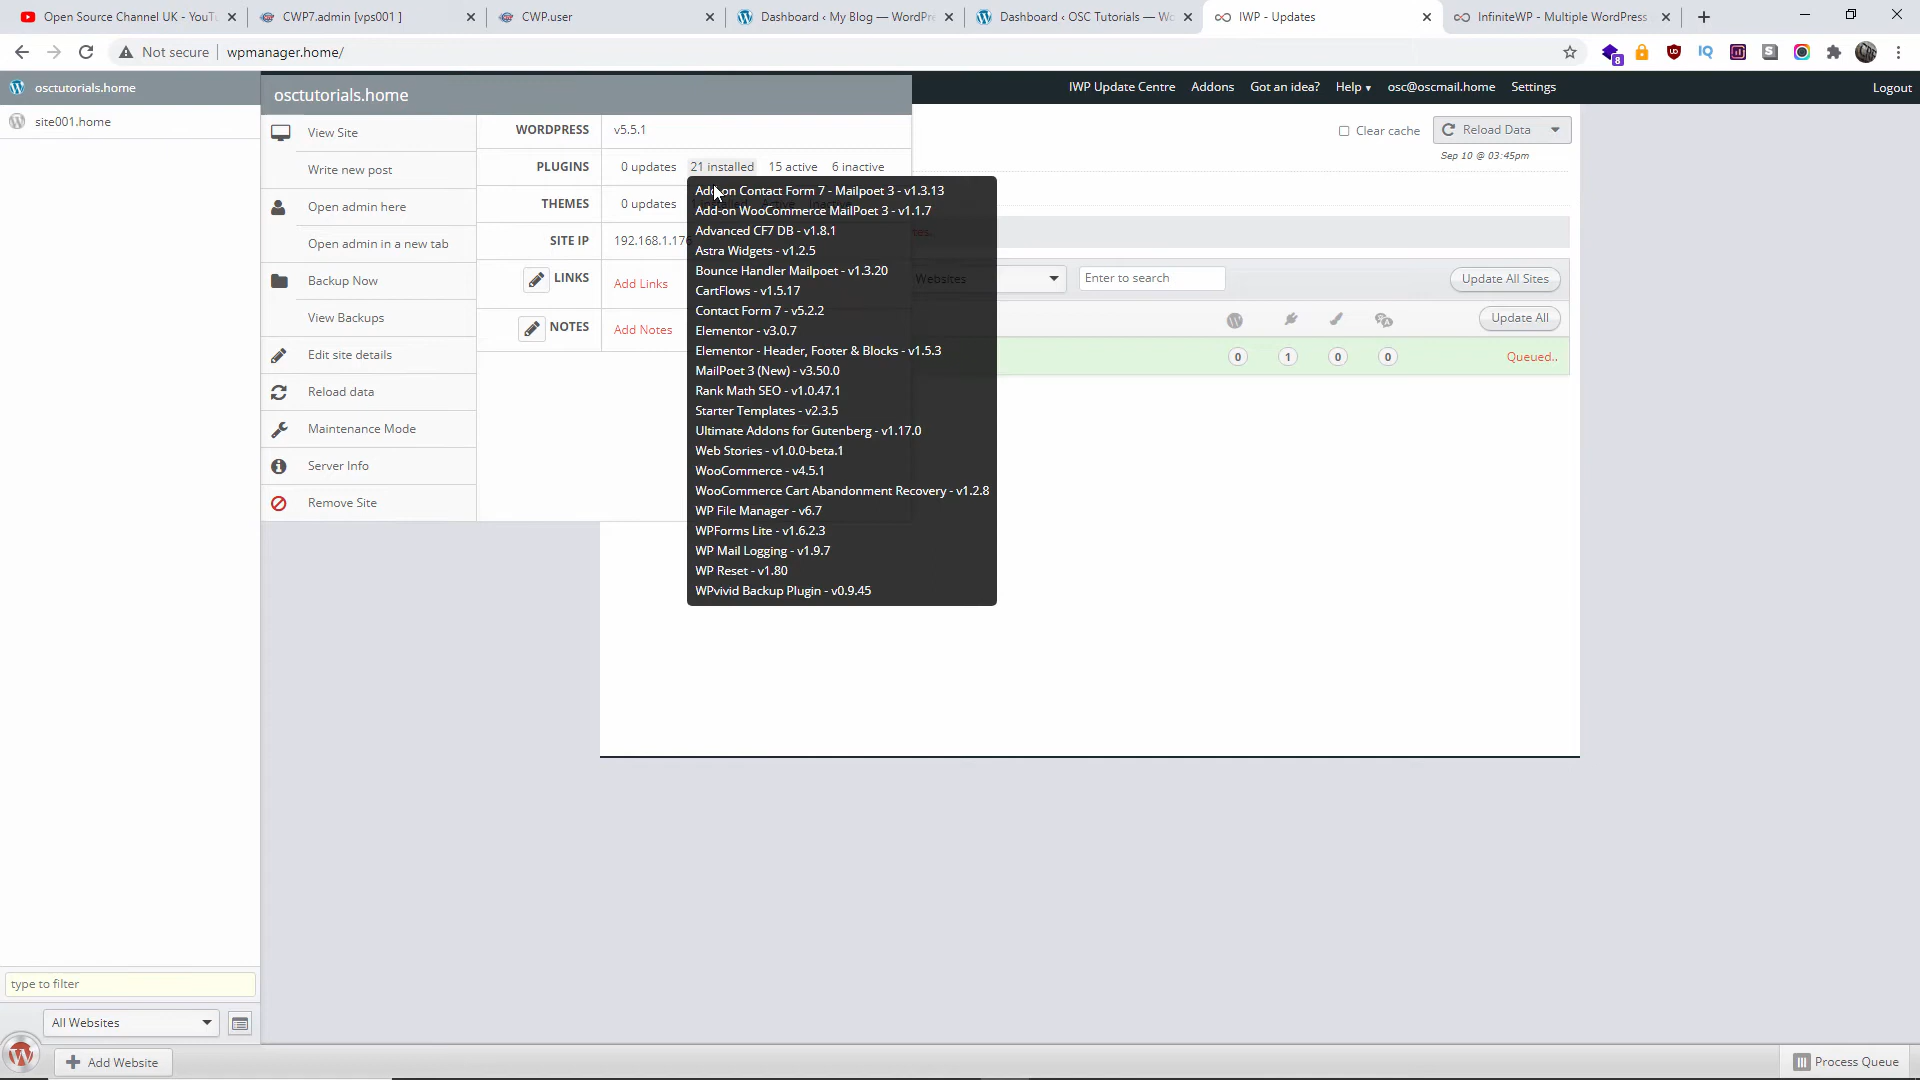 Open Source Channel UK - YouTu
CWP7.admin [vps001 ]
CWP.user
Dashboard ‹ My Blog — WordPre
Dashboard ‹ OSC Tutorials — Wo
IWP - Updates
InfiniteWP - Multiple WordPress
Not secure
wpmanager.home/
8
IQ
S
osctutorials.home
site001.home
osctutorials.home
IWP Update Centre
Addons
Got an idea?
Help
osc@oscmail.home
Settings
Logout
View Site
Write new post
Open admin here
Open admin in a new tab
Backup Now
View Backups
Edit site details
Reload data
Maintenance Mode
Server Info
Remove Site
WORDPRESS v5.5.1
PLUGINS 0 updates 21 installed 15 active 6 inactive
THEMES 0 updates
SITE IP 192.168.1.176
LINKS Add Links
NOTES Add Notes
Add-on Contact Form 7 - Mailpoet 3 - v1.3.13
Add-on WooCommerce MailPoet 3 - v1.1.7
Advanced CF7 DB - v1.8.1
Astra Widgets - v1.2.5
Bounce Handler Mailpoet - v1.3.20
CartFlows - v1.5.17
Contact Form 7 - v5.2.2
Elementor - v3.0.7
Elementor - Header, Footer & Blocks - v1.5.3
MailPoet 3 (New) - v3.50.0
Rank Math SEO - v1.0.47.1
Starter Templates - v2.3.5
Ultimate Addons for Gutenberg - v1.17.0
Web Stories - v1.0.0-beta.1
WooCommerce - v4.5.1
WooCommerce Cart Abandonment Recovery - v1.2.8
WP File Manager - v6.7
WPForms Lite - v1.6.2.3
WP Mail Logging - v1.9.7
WP Reset - v1.80
WPvivid Backup Plugin - v0.9.45
Clear cache
Reload Data
Sep 10 @ 03:45pm
Websites
Enter to search
Update All Sites
Update All
0 1 0 0 Queued..
type to filter
All Websites
Add Website
Process Queue